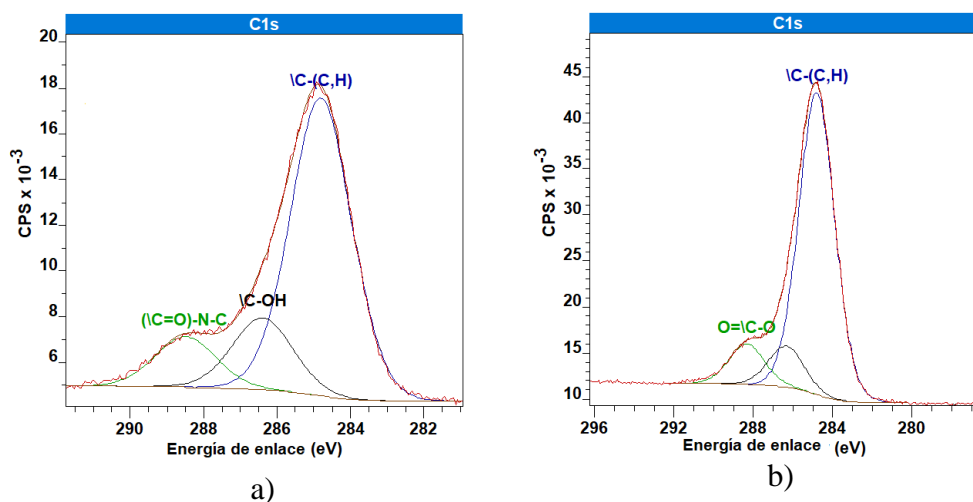 C1s
20
18
16
14
12
10
8
6
CPS x 10⁻³
\C-(C,H)
\C-OH
(\C=O)-N-C
290 288 286 284 282
Energía de enlace (eV)
a)
C1s
45
40
35
30
25
20
15
10
CPS x 10⁻³
\C-(C,H)
O=\C-O
296 292 288 284 280
Energía de enlace (eV)
b)